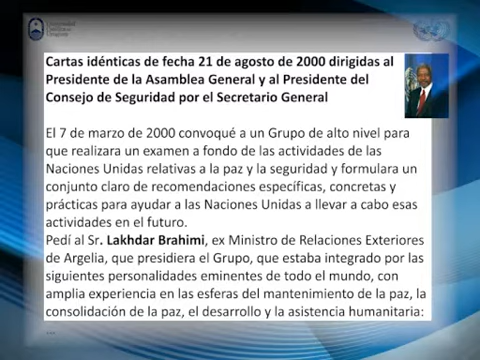 Universidad
Católica del
Uruguay
Cartas idénticas de fecha 21 de agosto de 2000 dirigidas al
Presidente de la Asamblea General y al Presidente del
Consejo de Seguridad por el Secretario General
El 7 de marzo de 2000 convoqué a un Grupo de alto nivel para
que realizara un examen a fondo de las actividades de las
Naciones Unidas relativas a la paz y la seguridad y formulara un
conjunto claro de recomendaciones específicas, concretas y
prácticas para ayudar a las Naciones Unidas a llevar a cabo esas
actividades en el futuro.
Pedí al Sr. Lakhdar Brahimi, ex Ministro de Relaciones Exteriores
de Argelia, que presidiera el Grupo, que estaba integrado por las
siguientes personalidades eminentes de todo el mundo, con
amplia experiencia en las esferas del mantenimiento de la paz, la
consolidación de la paz, el desarrollo y la asistencia humanitaria:
...